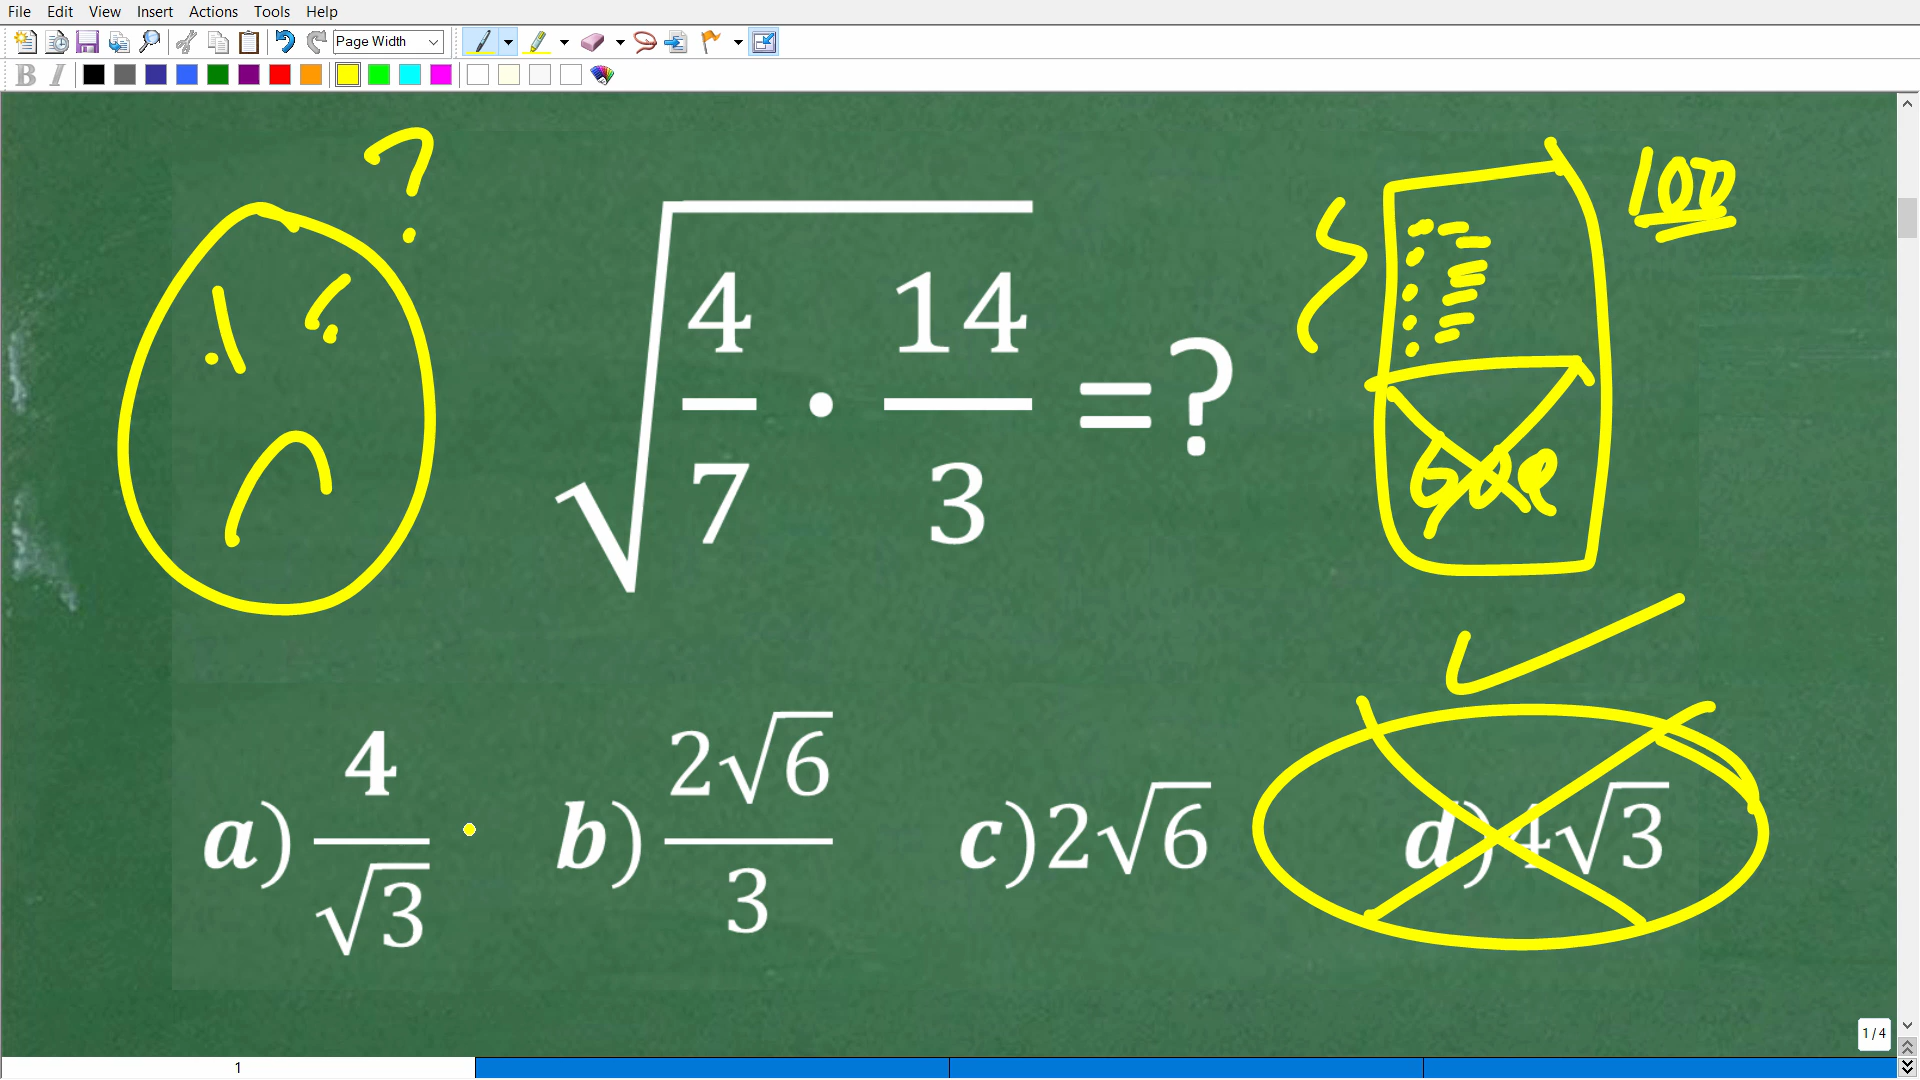 File Edit View Insert Actions Tools Help
Page Width
B I
?
100
√(4/7 · 14/3) =?
a) 4/√3 b) 2√6/3 c) 2√6 d) 4√3
1 / 4
1